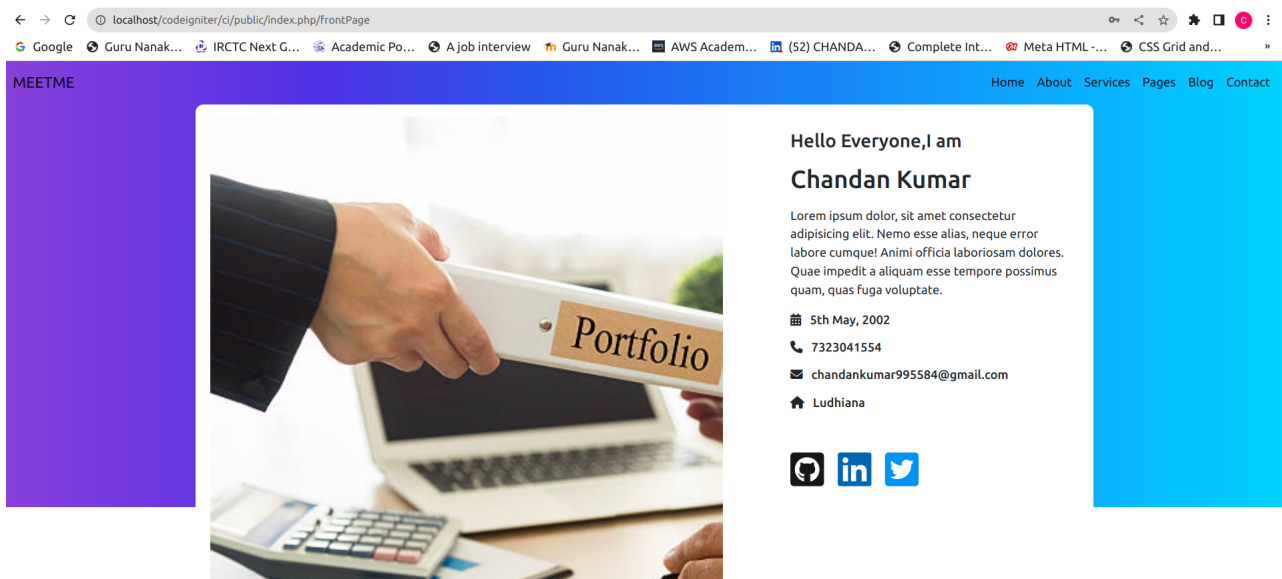 localhost/codeigniter/ci/public/index.php/frontPage
C
Google Guru Nanak... IRCTC Next G... Academic Po... A job interview Guru Nanak... AWS Academ... (52) CHANDA... Complete Int... Meta HTML -... CSS Grid and... »
MEETME Home About Services Pages Blog Contact
Hello Everyone,I am
Chandan Kumar
Lorem ipsum dolor, sit amet consectetur
adipisicing elit. Nemo esse alias, neque error
labore cumque! Animi officia laboriosam dolores.
Quae impedit a aliquam esse tempore possimus
quam, quas fuga voluptate.
5th May, 2002
7323041554
chandankumar995584@gmail.com
Ludhiana
in
Portfolio